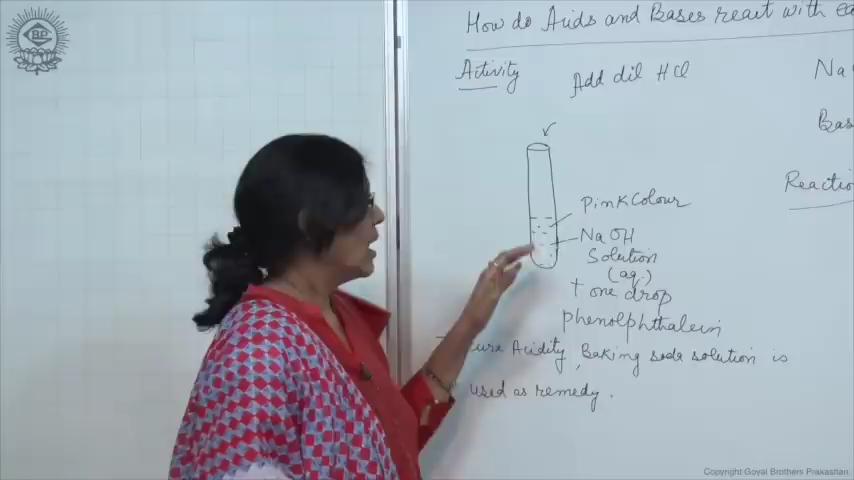 How do Acids and Bases react with ea
Activity
Add dil HCl
Na
Bas
Reactio
Pink Colour
NaOH
Solution
(aq.)
+ one drop
phenolphthalein
cure Acidity, Baking soda solution is
used as remedy.
Copyright Goyal Brothers Prakashan